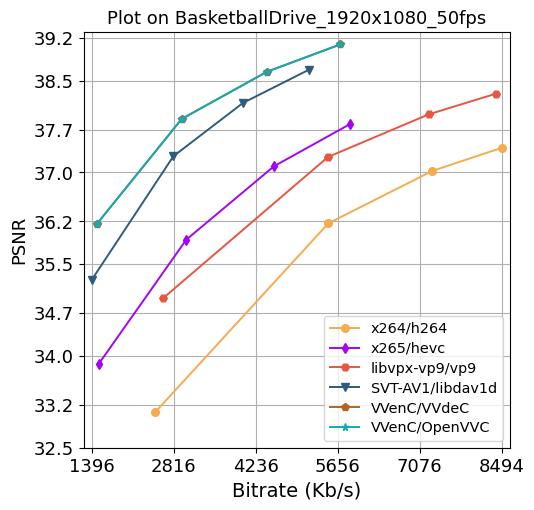 Plot on BasketballDrive_1920x1080_50fps
39.2
38.5
37.7
37.0
36.2
35.5
34.7
34.0
33.2
32.5
PSNR
x264/h264
x265/hevc
libvpx-vp9/vp9
SVT-AV1/libdav1d
VVenC/VVdeC
VVenC/OpenVVC
1396 2816 4236 5656 7076 8494
Bitrate (Kb/s)